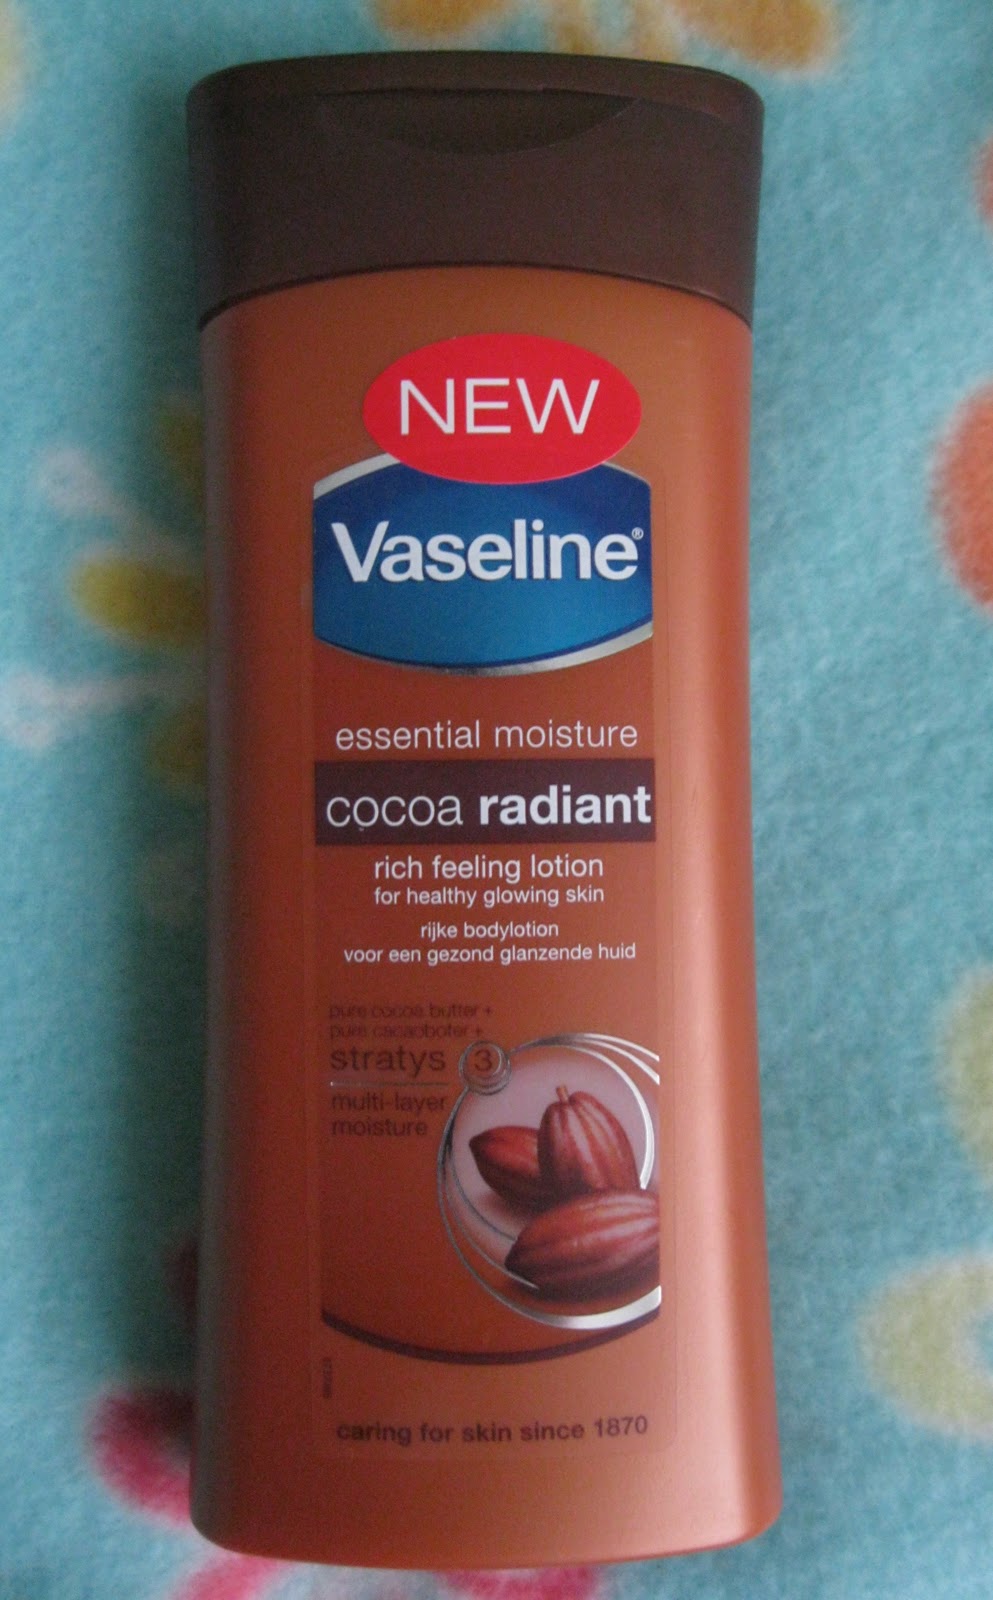 NEW
Vaseline®
essential moisture
cocoa radiant
rich feeling lotion
for healthy glowing skin
rijke bodylotion
voor een gezond glanzende huid
pure cocoa butter +
pure cacaoboter +
stratys 3
multi-layer
moisture
caring for skin since 1870